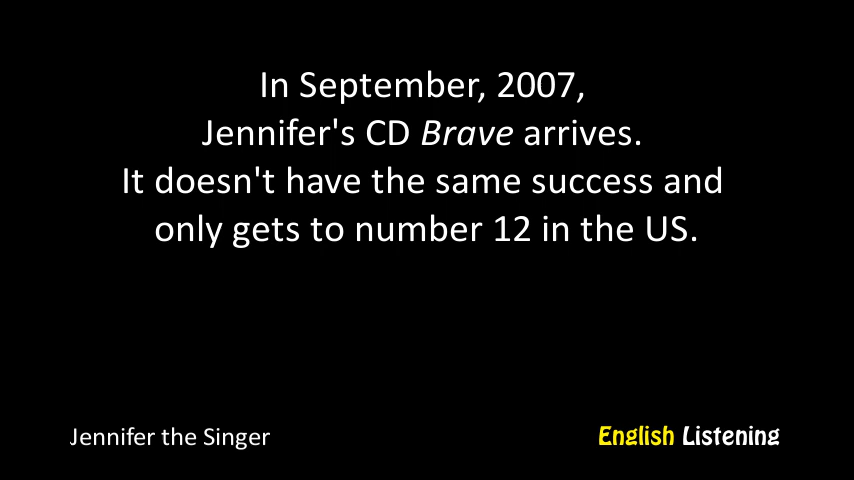 In September, 2007,
Jennifer's CD Brave arrives.
It doesn't have the same success and
only gets to number 12 in the US.
Jennifer the Singer
English Listening